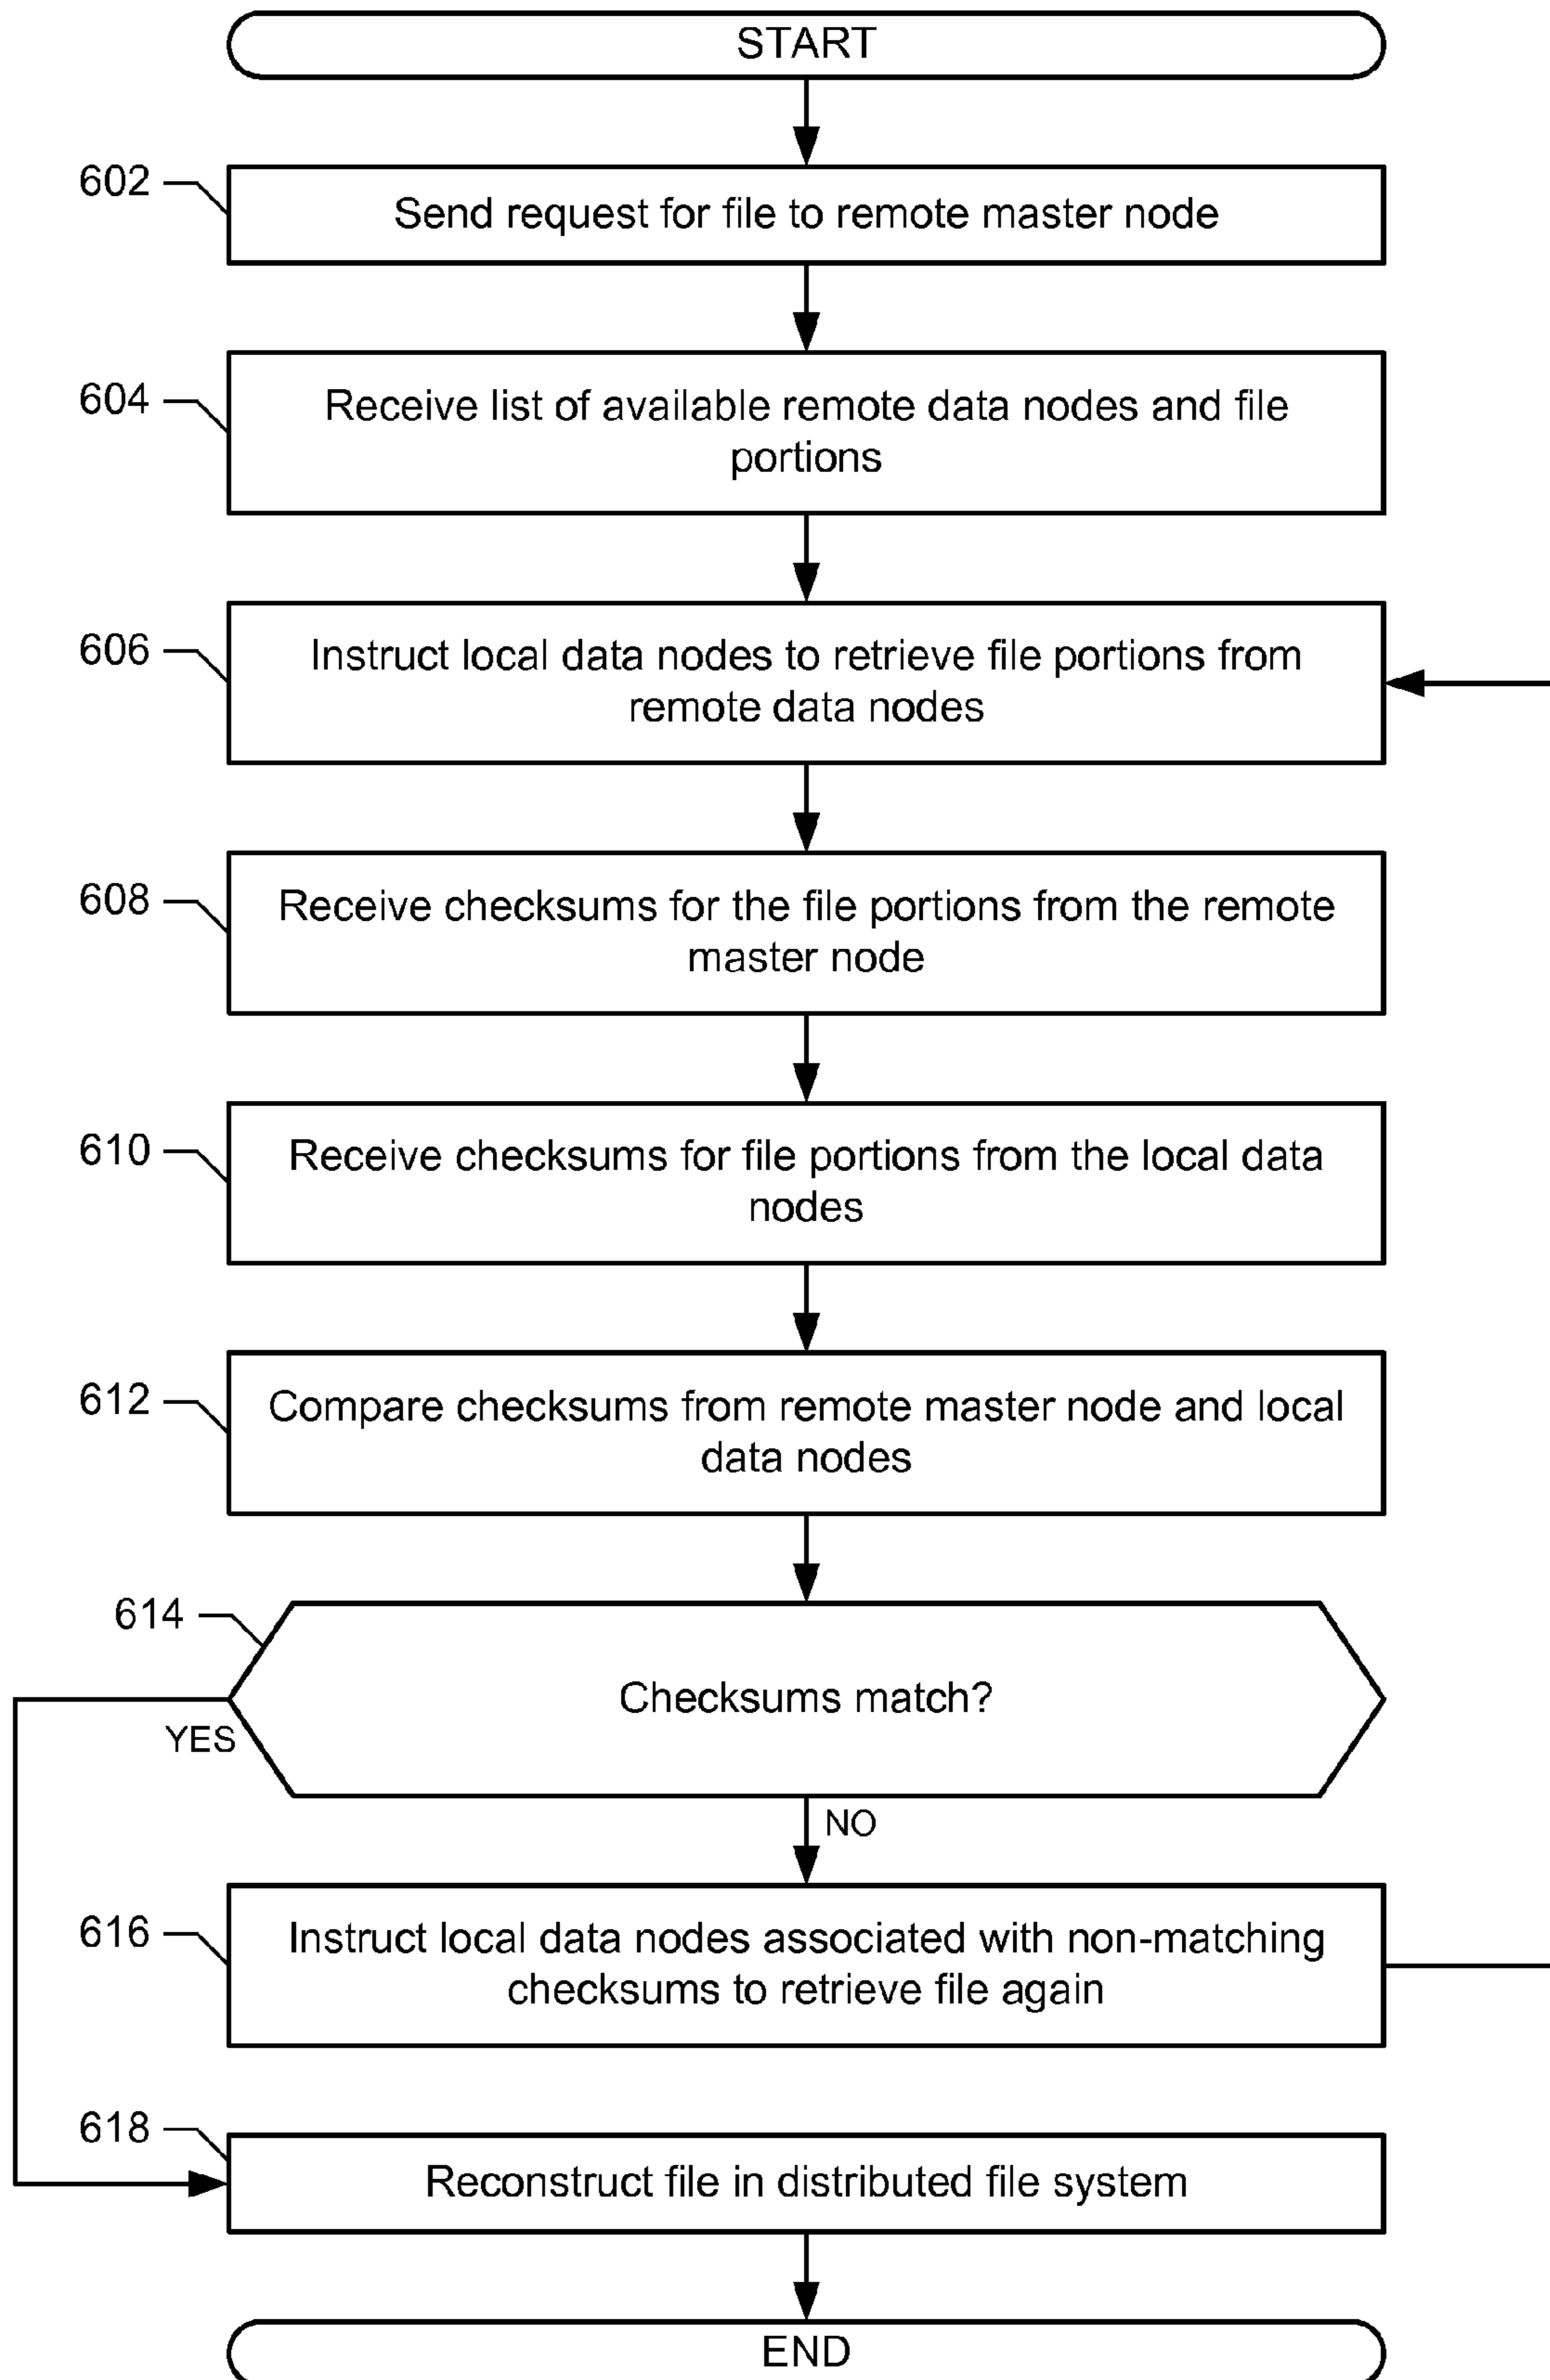 START
602
Send request for file to remote master node
604
Receive list of available remote data nodes and file
portions
606
Instruct local data nodes to retrieve file portions from
remote data nodes
608
Receive checksums for the file portions from the remote
master node
610
Receive checksums for file portions from the local data
nodes
612
Compare checksums from remote master node and local
data nodes
614
Checksums match?
YES
NO
616
Instruct local data nodes associated with non-matching
checksums to retrieve file again
618
Reconstruct file in distributed file system
END